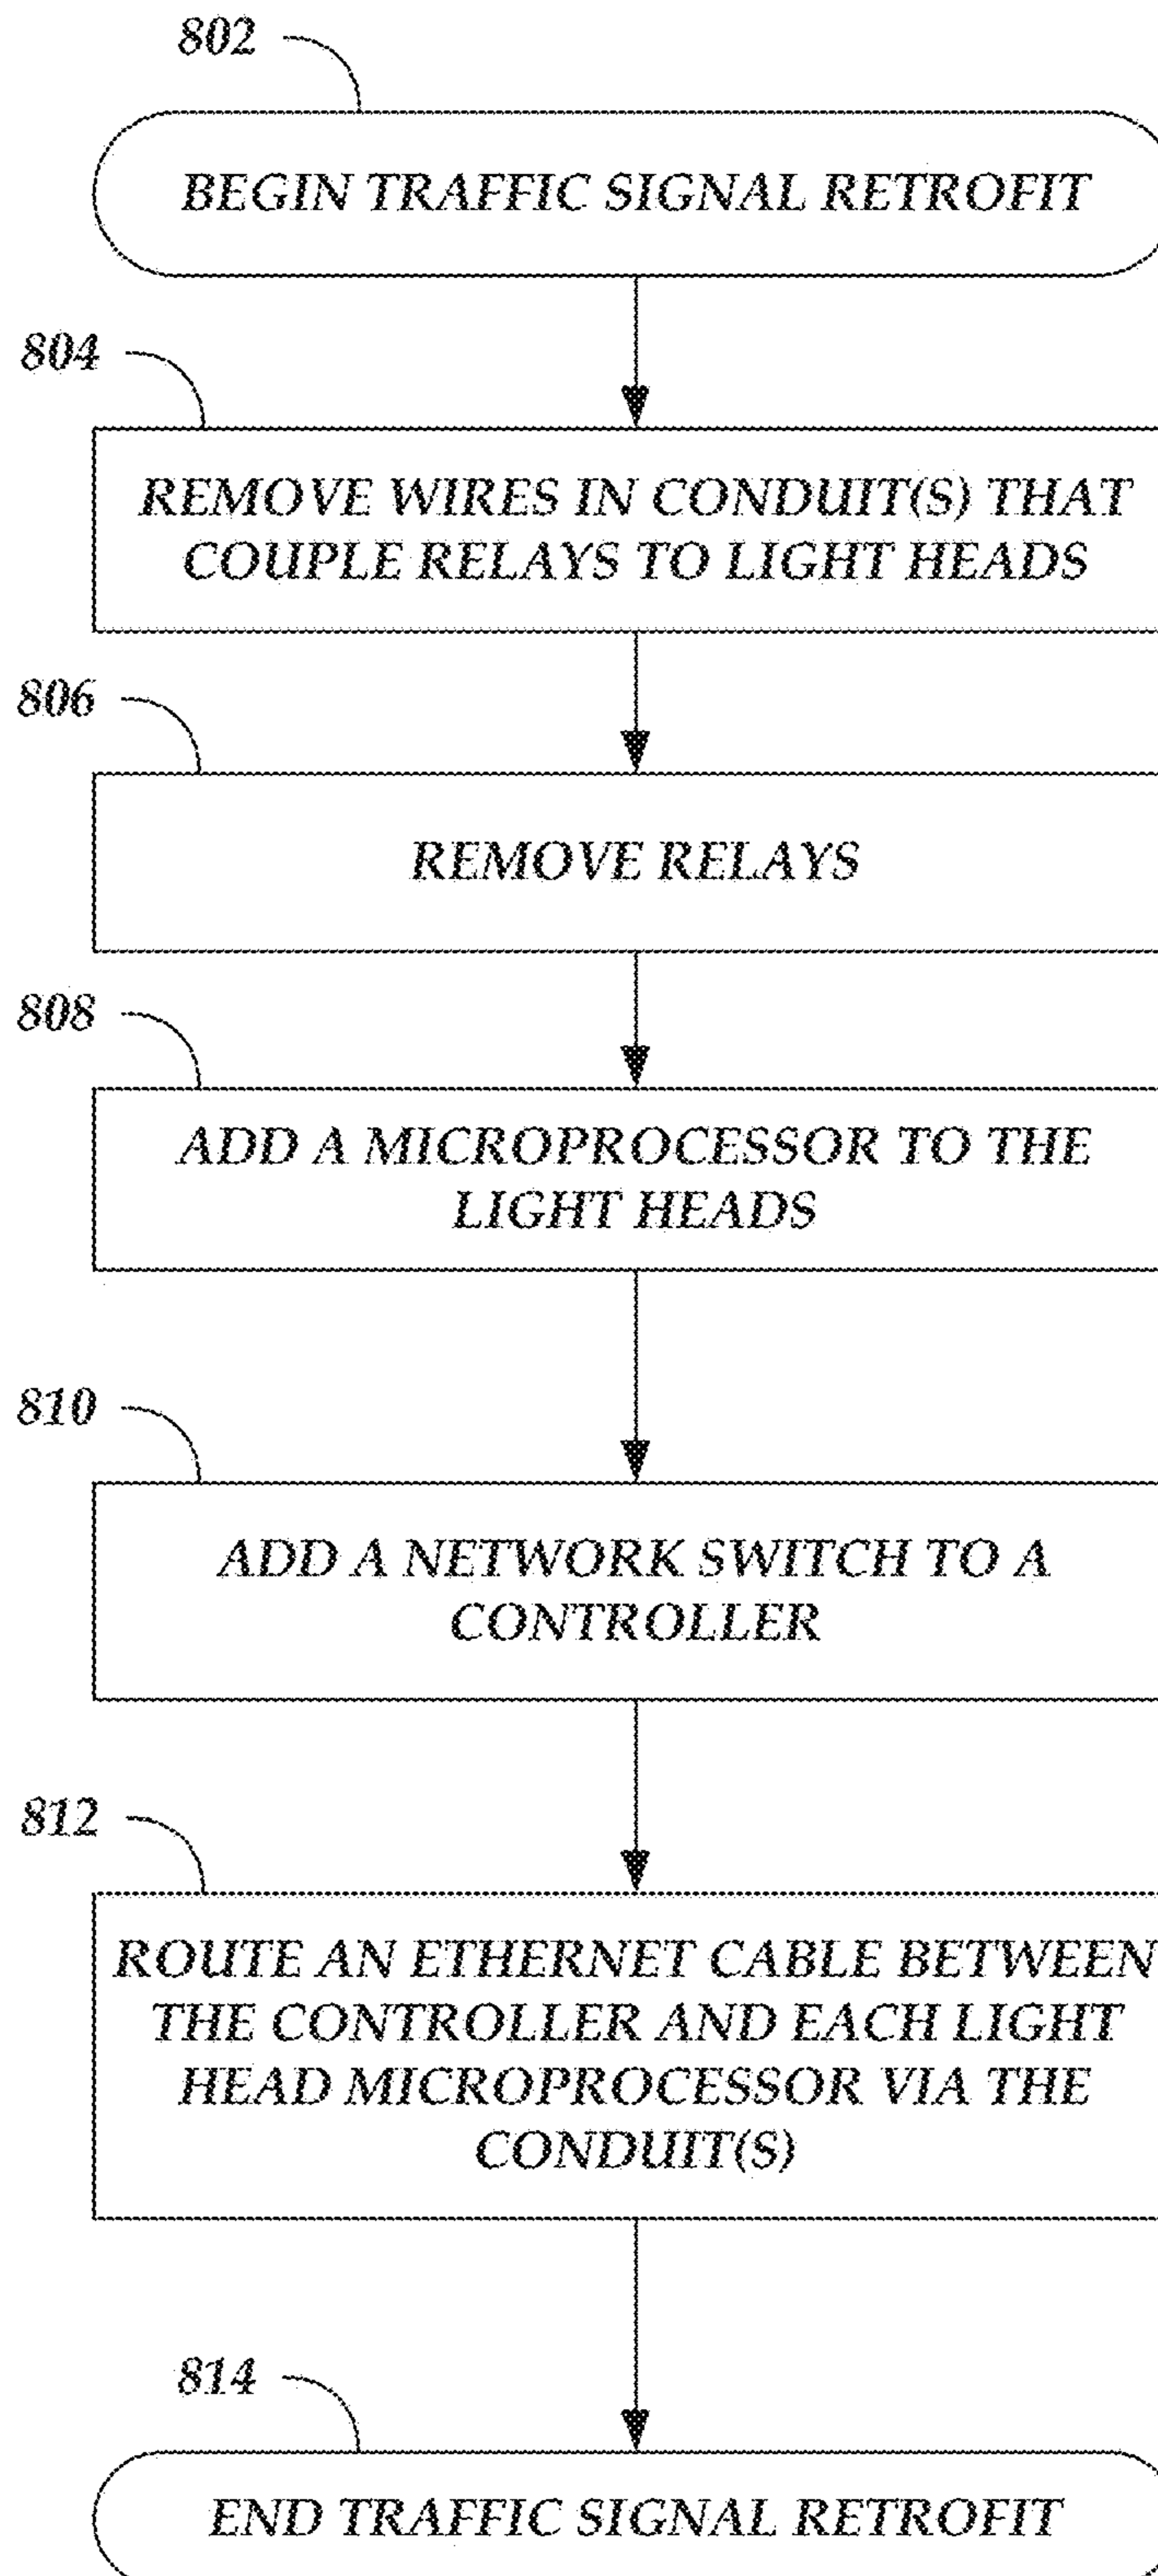 802
BEGIN TRAFFIC SIGNAL RETROFIT
804
REMOVE WIRES IN CONDUIT(S) THAT
COUPLE RELAYS TO LIGHT HEADS
806
REMOVE RELAYS
808
ADD A MICROPROCESSOR TO THE
LIGHT HEADS
810
ADD A NETWORK SWITCH TO A
CONTROLLER
812
ROUTE AN ETHERNET CABLE BETWEEN
THE CONTROLLER AND EACH LIGHT
HEAD MICROPROCESSOR VIA THE
CONDUIT(S)
814
END TRAFFIC SIGNAL RETROFIT